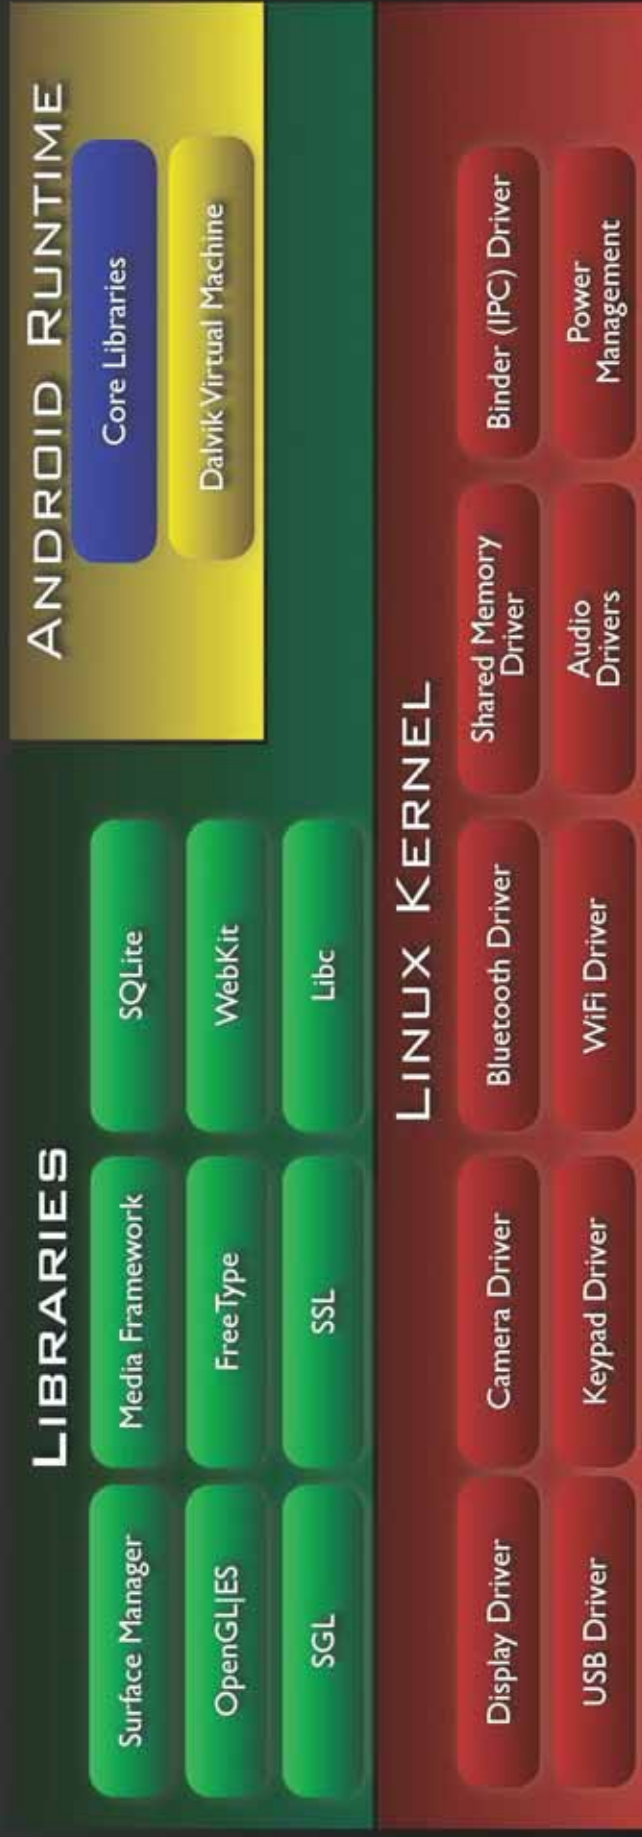 LIBRARIES
Surface Manager
Media Framework
SQLite
OpenGL|ES
FreeType
WebKit
SGL
SSL
Libc
ANDROID RUNTIME
Core Libraries
Dalvik Virtual Machine
LINUX KERNEL
Display Driver
Camera Driver
Bluetooth Driver
Shared Memory
Driver
Binder (IPC) Driver
USB Driver
Keypad Driver
WiFi Driver
Audio
Drivers
Power
Management